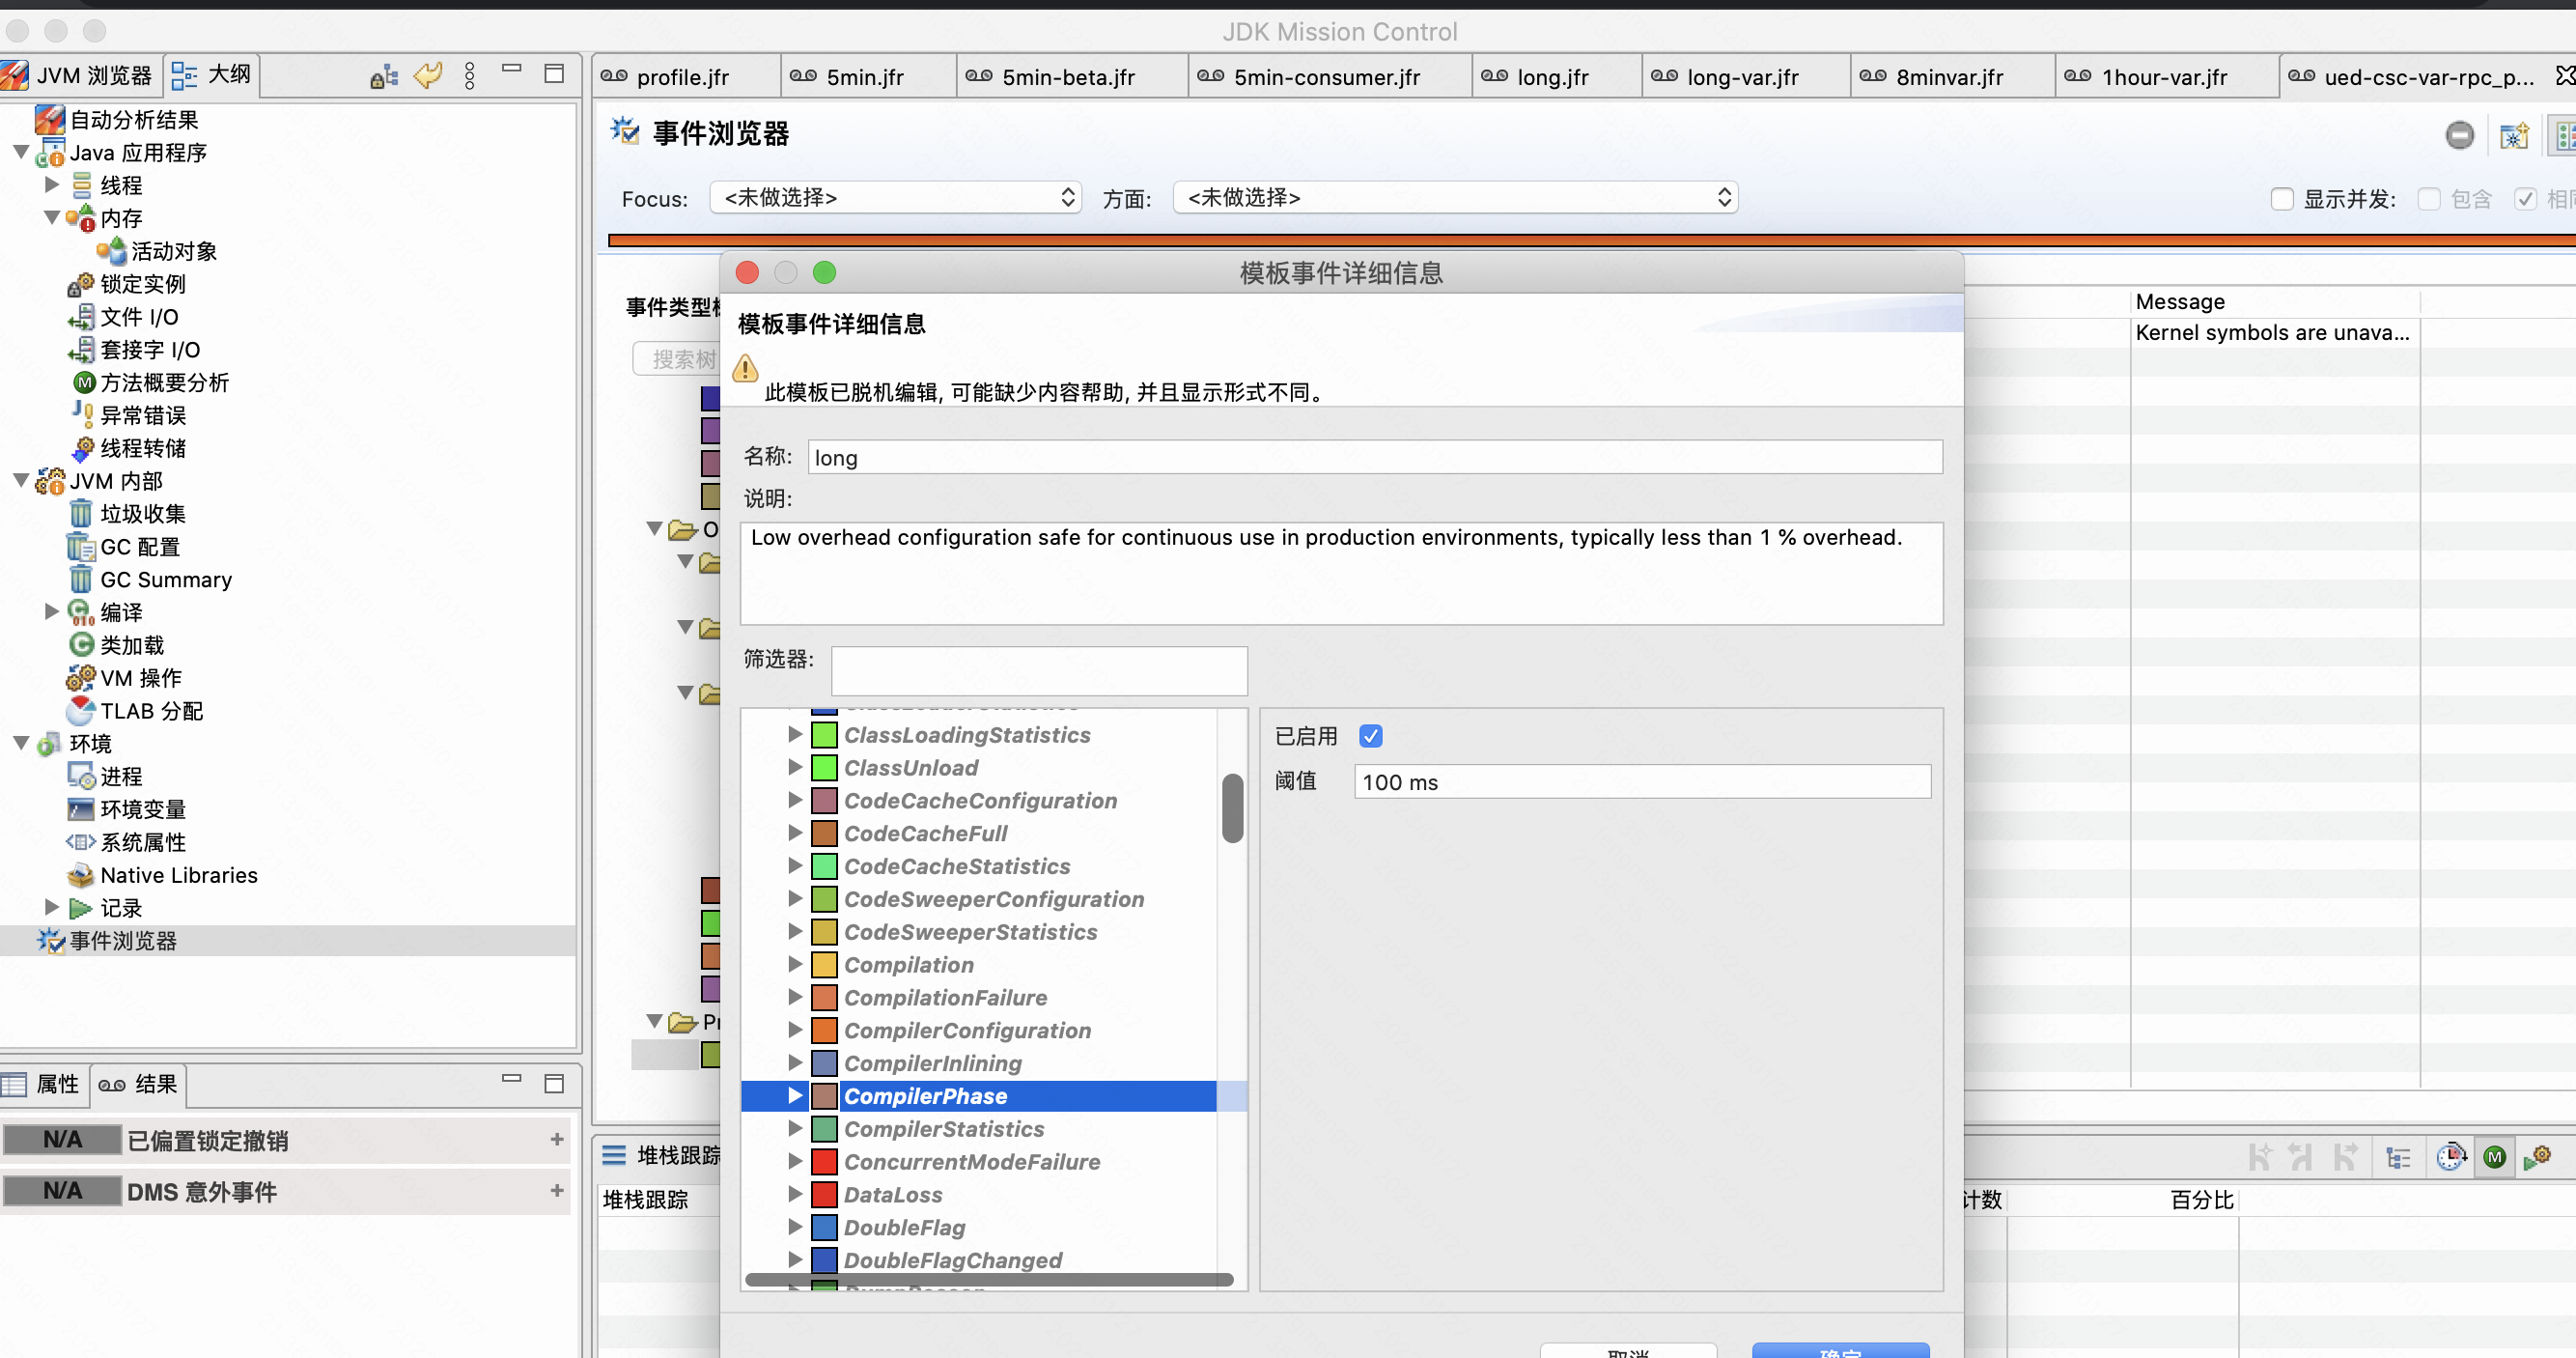 JDK Mission Control
JVM 浏览器
大纲
profile.jfr
5min.jfr
5min-beta.jfr
5min-consumer.jfr
long.jfr
long-var.jfr
8minvar.jfr
1hour-var.jfr
ued-csc-var-rpc_p...
自动分析结果
Java 应用程序
线程
内存
活动对象
锁定实例
文件 I/O
套接字 I/O
方法概要分析
异常错误
线程转储
JVM 内部
垃圾收集
GC 配置
GC Summary
编译
类加载
VM 操作
TLAB 分配
环境
进程
环境变量
系统属性
Native Libraries
记录
事件浏览器
属性
结果
N/A 已偏置锁定撤销 +
N/A DMS 意外事件 +
事件浏览器
Focus: <未做选择> 方面: <未做选择>
显示并发: 包含
事件类型
搜索树
Message
Kernel symbols are unava...
模板事件详细信息
模板事件详细信息
此模板已脱机编辑, 可能缺少内容帮助, 并且显示形式不同。
名称: long
说明:
Low overhead configuration safe for continuous use in production environments, typically less than 1 % overhead.
筛选器:
ClassLoadingStatistics
ClassUnload
CodeCacheConfiguration
CodeCacheFull
CodeCacheStatistics
CodeSweeperConfiguration
CodeSweeperStatistics
Compilation
CompilationFailure
CompilerConfiguration
CompilerInlining
CompilerPhase
CompilerStatistics
ConcurrentModeFailure
DataLoss
DoubleFlag
DoubleFlagChanged
已启用
阈值 100 ms
取消
确定
堆栈跟踪
堆栈跟踪
计数
百分比